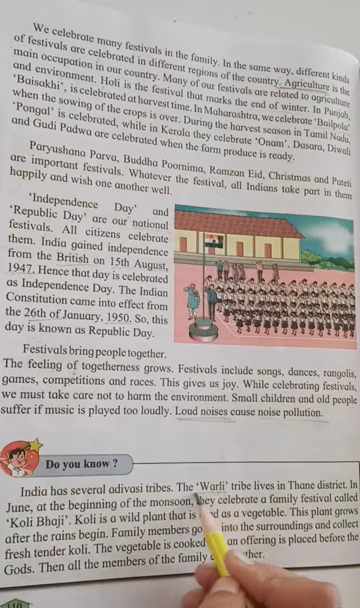 We celebrate many festivals in the family. In the same way, different kinds
of festivals are celebrated in different regions of the country. Agriculture is the
main occupation in our country. Many of our festivals are related to agriculture
and environment. Holi is the festival that marks the end of winter. In Punjab,
'Baisakhi', is celebrated at harvest time. In Maharashtra, we celebrate 'Bailpola'
when the sowing of the crops is over. During the harvest season in Tamil Nadu,
'Pongal' is celebrated, while in Kerala they celebrate 'Onam'. Dasara, Diwali
and Gudi Padwa are celebrated when the farm produce is ready.
Paryushana Parva, Buddha Poornima, Ramzan Eid, Christmas and Pateti
are important festivals. Whatever the festival, all Indians take part in them
happily and wish one another well.
'Independence Day' and
'Republic Day' are our national
festivals. All citizens celebrate
them. India gained independence
from the British on 15th August,
1947. Hence that day is celebrated
as Independence Day. The Indian
Constitution came into effect from
the 26th of January, 1950. So, this
day is known as Republic Day.
Festivals bring people together.
The feeling of togetherness grows. Festivals include songs, dances, rangolis,
games, competitions and races. This gives us joy. While celebrating festivals,
we must take care not to harm the environment. Small children and old people
suffer if music is played too loudly. Loud noises cause noise pollution.
Do you know ?
India has several adivasi tribes. The 'Warli' tribe lives in Thane district. In
June, at the beginning of the monsoon, they celebrate a family festival called
'Koli Bhaji'. Koli is a wild plant that is as a vegetable. This plant grows
after the rains begin. Family members go into the surroundings and collect
fresh tender koli. The vegetable is cooked an offering is placed before the
Gods. Then all the members of the family
110